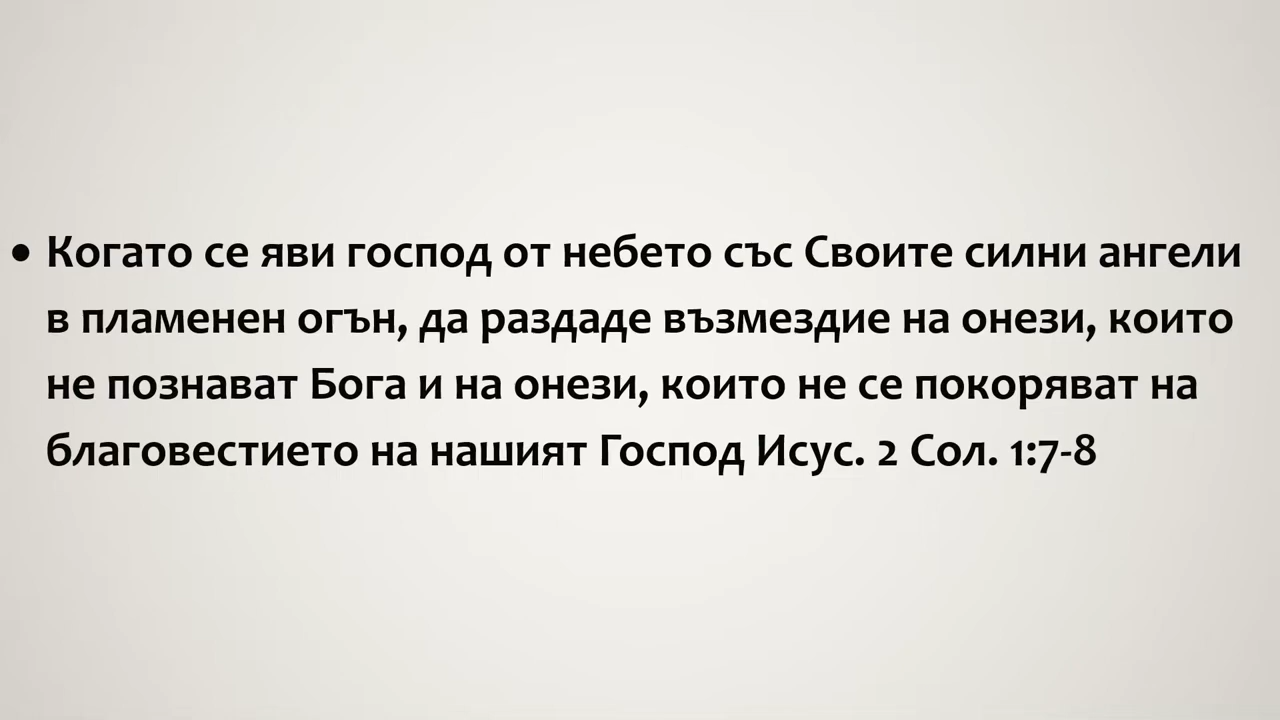 • Когато се яви господ от небето със Своите силни ангели
в пламенен огън, да раздаде възмездие на онези, които
не познават Бога и на онези, които не се покоряват на
благовестието на нашият Господ Исус. 2 Сол. 1:7-8